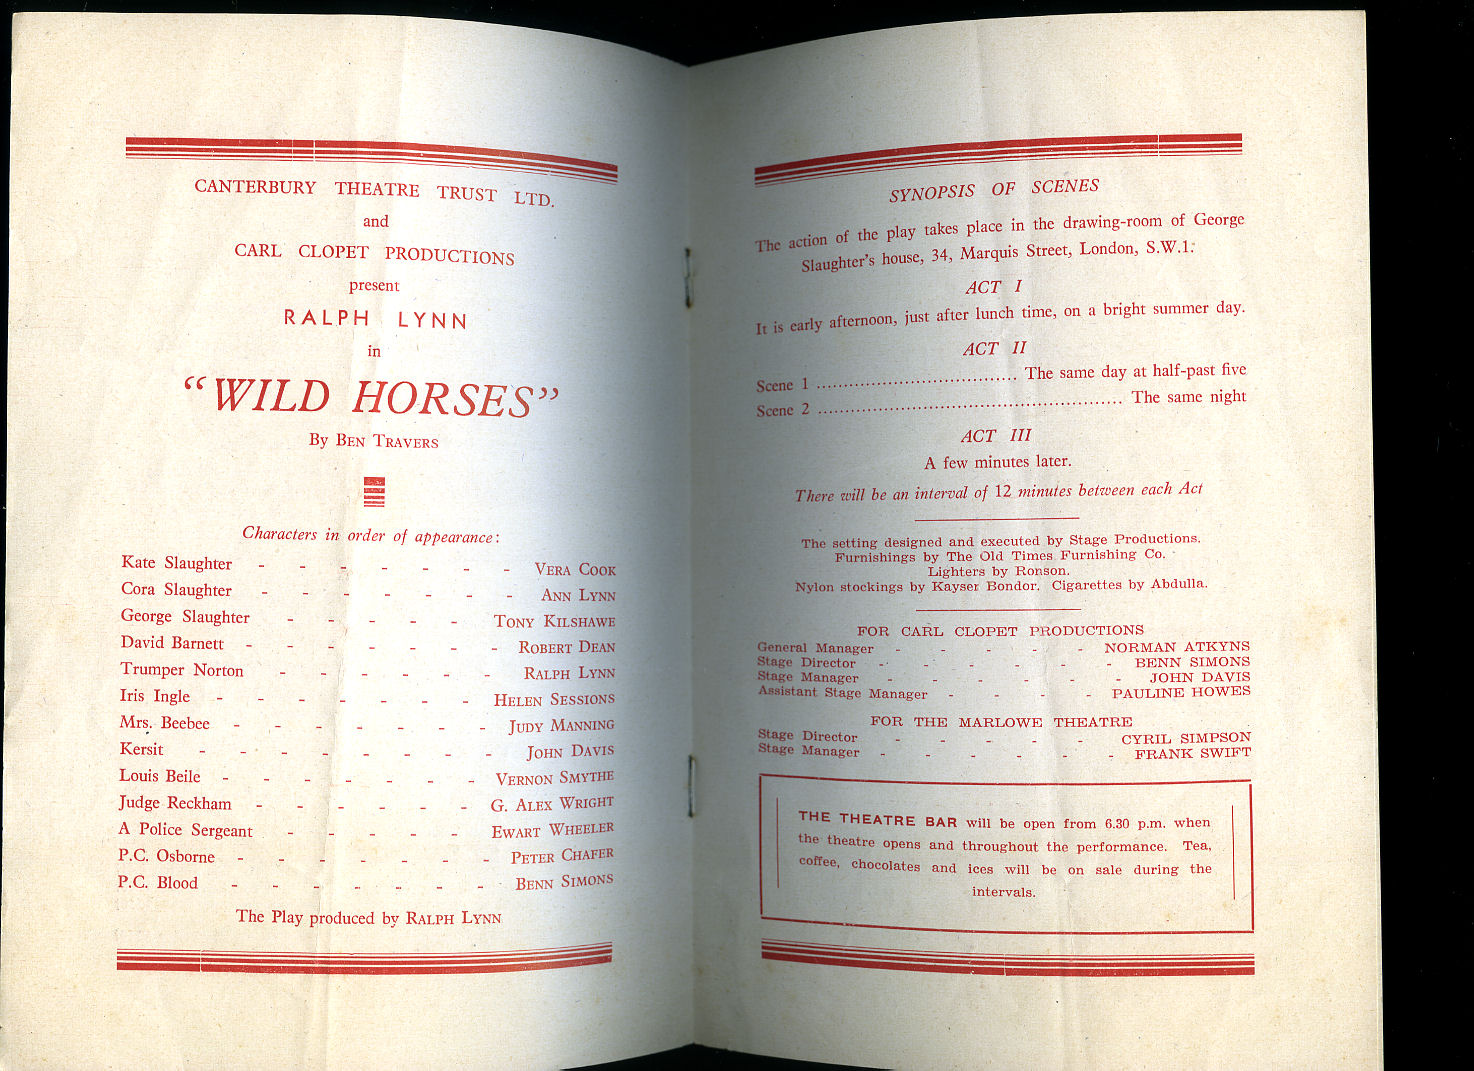 CANTERBURY THEATRE TRUST LTD.
and
CARL CLOPET PRODUCTIONS
present
RALPH LYNN
in
"WILD HORSES"
By BEN TRAVERS
Characters in order of appearance:
Kate Slaughter - - - - - - - VERA COOK
Cora Slaughter - - - - - - - ANN LYNN
George Slaughter - - - - - TONY KILSHAWE
David Barnett - - - - - - - ROBERT DEAN
Trumper Norton - - - - - - RALPH LYNN
Iris Ingle - - - - - - - HELEN SESSIONS
Mrs. Beebee - - - - - - - JUDY MANNING
Kersit - - - - - - - - JOHN DAVIS
Louis Beile - - - - - - - VERNON SMYTHE
Judge Reckham - - - - - - G. ALEX WRIGHT
A Police Sergeant - - - - - EWART WHEELER
P.C. Osborne - - - - - - - PETER CHAFER
P.C. Blood - - - - - - - BENN SIMONS
The Play produced by RALPH LYNN
SYNOPSIS OF SCENES
The action of the play takes place in the drawing-room of George
Slaughter's house, 34, Marquis Street, London, S.W.1.
ACT I
It is early afternoon, just after lunch time, on a bright summer day.
ACT II
Scene 1 .................................... The same day at half-past five
Scene 2 ....................................................... The same night
ACT III
A few minutes later.
There will be an interval of 12 minutes between each Act
The setting designed and executed by Stage Productions.
Furnishings by The Old Times Furnishing Co.
Lighters by Ronson.
Nylon stockings by Kayser Bondor. Cigarettes by Abdulla.
FOR CARL CLOPET PRODUCTIONS
General Manager - - - - - NORMAN ATKYNS
Stage Director - - - - - - BENN SIMONS
Stage Manager - - - - - - JOHN DAVIS
Assistant Stage Manager - - - - PAULINE HOWES
FOR THE MARLOWE THEATRE
Stage Director - - - - - CYRIL SIMPSON
Stage Manager - - - - - - FRANK SWIFT
THE THEATRE BAR will be open from 6.30 p.m. when
the theatre opens and throughout the performance. Tea,
coffee, chocolates and ices will be on sale during the
intervals.